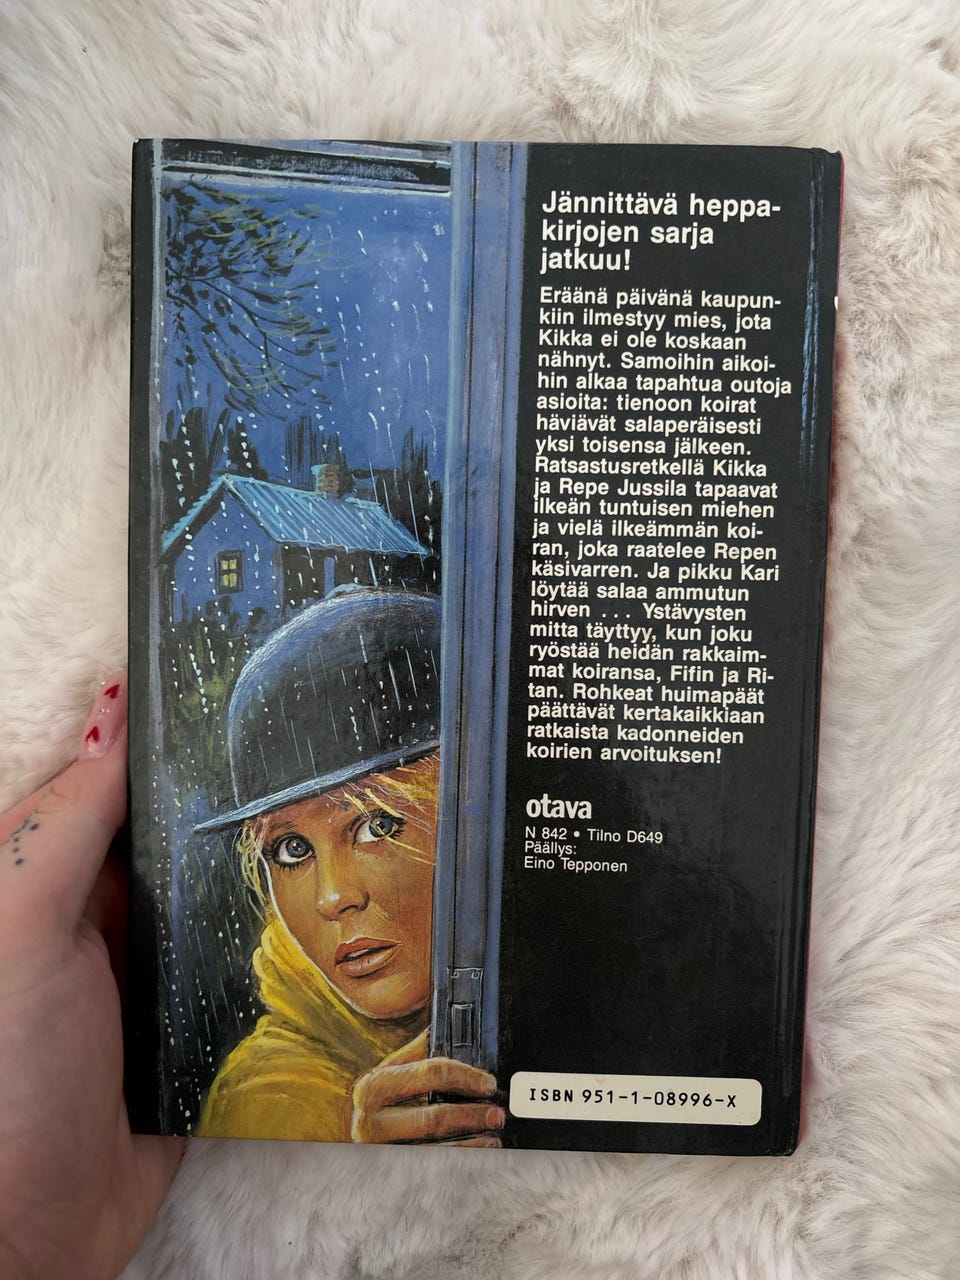 Jännittävä heppa-
kirjojen sarja
jatkuu!
Eräänä päivänä kaupun-
kiin ilmestyy mies, jota
Kikka ei ole koskaan
nähnyt. Samoihin aikoi-
hin alkaa tapahtua outoja
asioita: tienoon koirat
häviävät salaperäisesti
yksi toisensa jälkeen.
Ratsastusretkellä Kikka
ja Repe Jussila tapaavat
ilkeän tuntuisen miehen
ja vielä ilkeämmän koi-
ran, joka raatelee Repen
käsivarren. Ja pikku Kari
löytää salaa ammutun
hirven . . . Ystävysten
mitta täyttyy, kun joku
ryöstää heidän rakkaim-
mat koiransa, Fifin ja Ri-
tan. Rohkeat huimapäät
päättävät kertakaikkiaan
ratkaista kadonneiden
koirien arvoituksen!
otava
N 842 • Tilno D649
Päällys:
Eino Tepponen
ISBN 951-1-08996-X